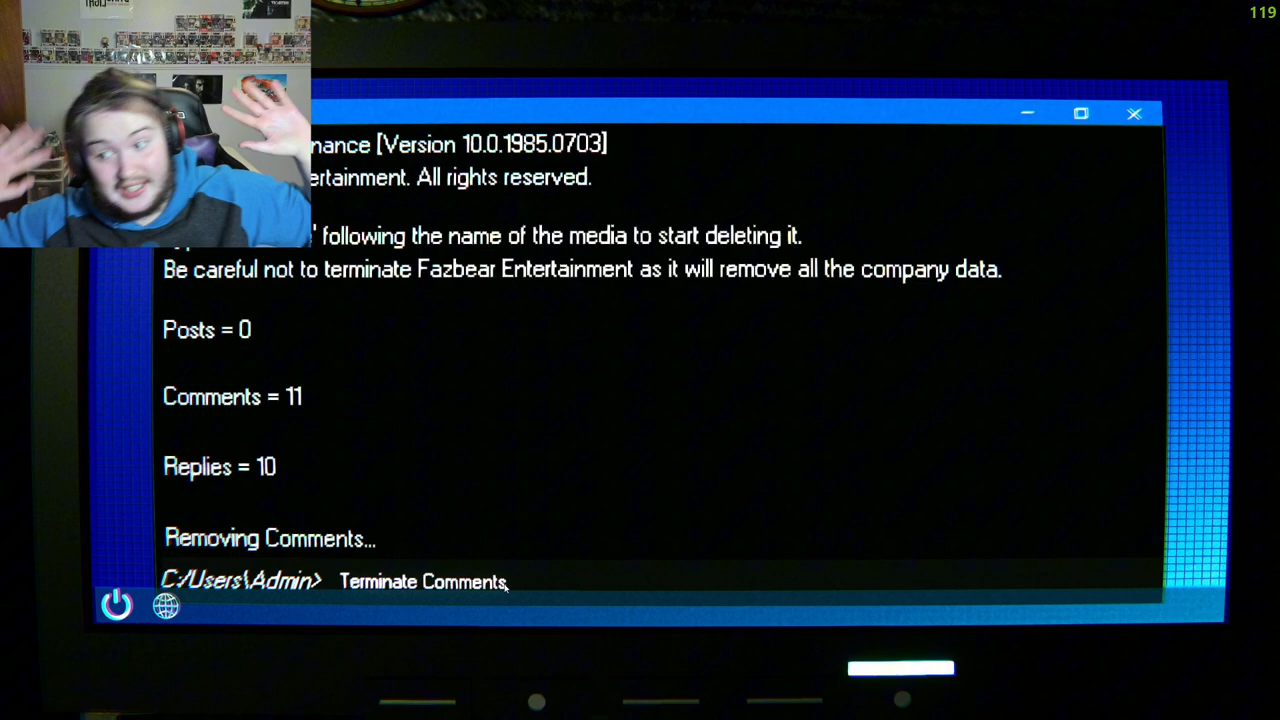 119
nance [Version 10.0.1985.0703]
ertainment. All rights reserved.
' following the name of the media to start deleting it.
Be careful not to terminate Fazbear Entertainment as it will remove all the company data.
Posts = 0
Comments = 11
Replies = 10
Removing Comments...
C:/Users\Admin> Terminate Comments